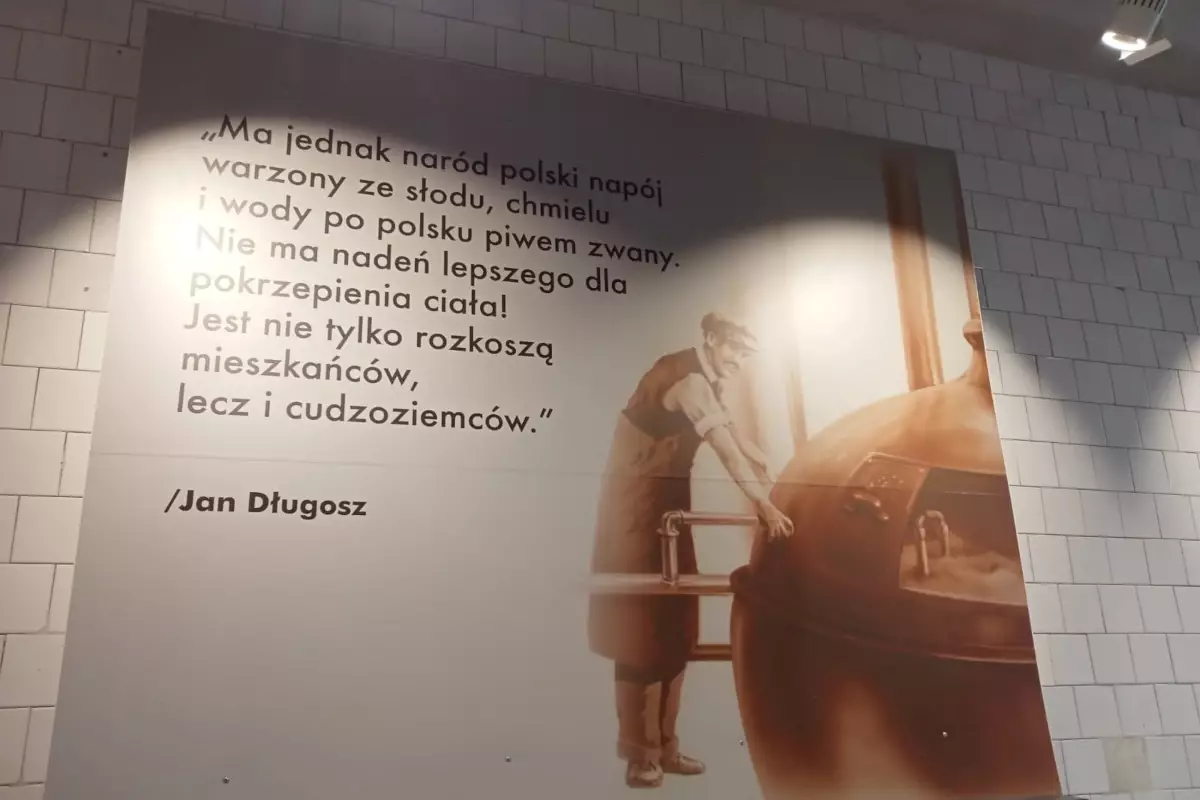 „Ma jednak naród polski napój
warzony ze słodu, chmielu
i wody po polsku piwem zwany.
Nie ma nadeń lepszego dla
pokrzepienia ciała!
Jest nie tylko rozkoszą
mieszkańców,
lecz i cudzoziemców.”
/Jan Długosz